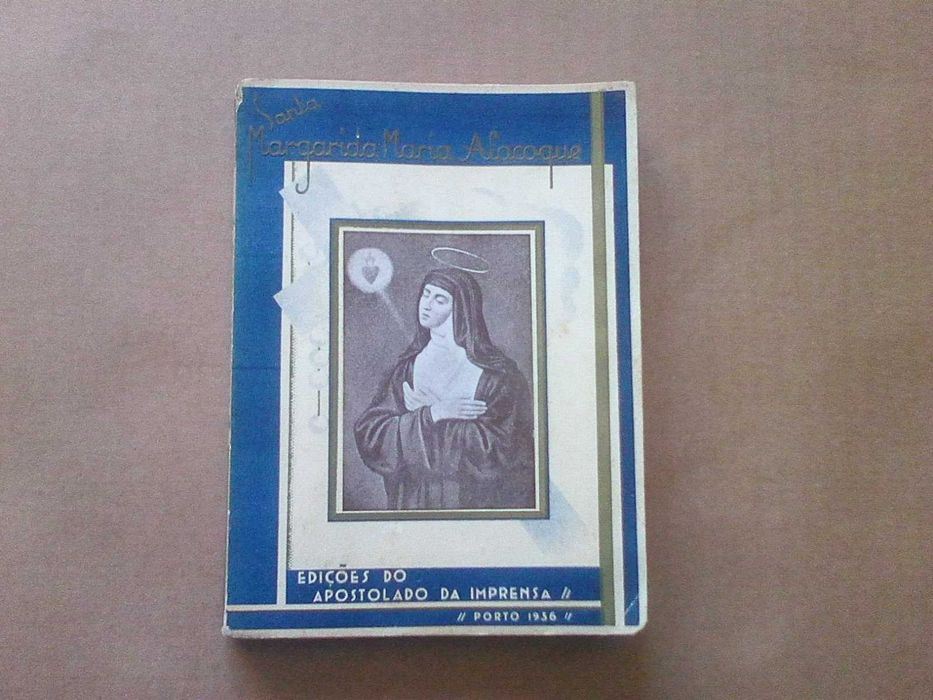 Santa
Margarida Maria Alacoque
EDIÇÕES DO
APOSTOLADO DA IMPRENSA //
// PORTO 1936 //